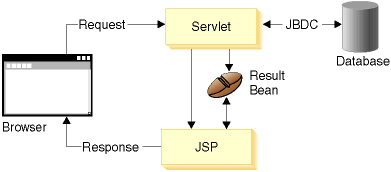 Request
Servlet
JBDC
Database
Result
Bean
Browser
Response
JSP